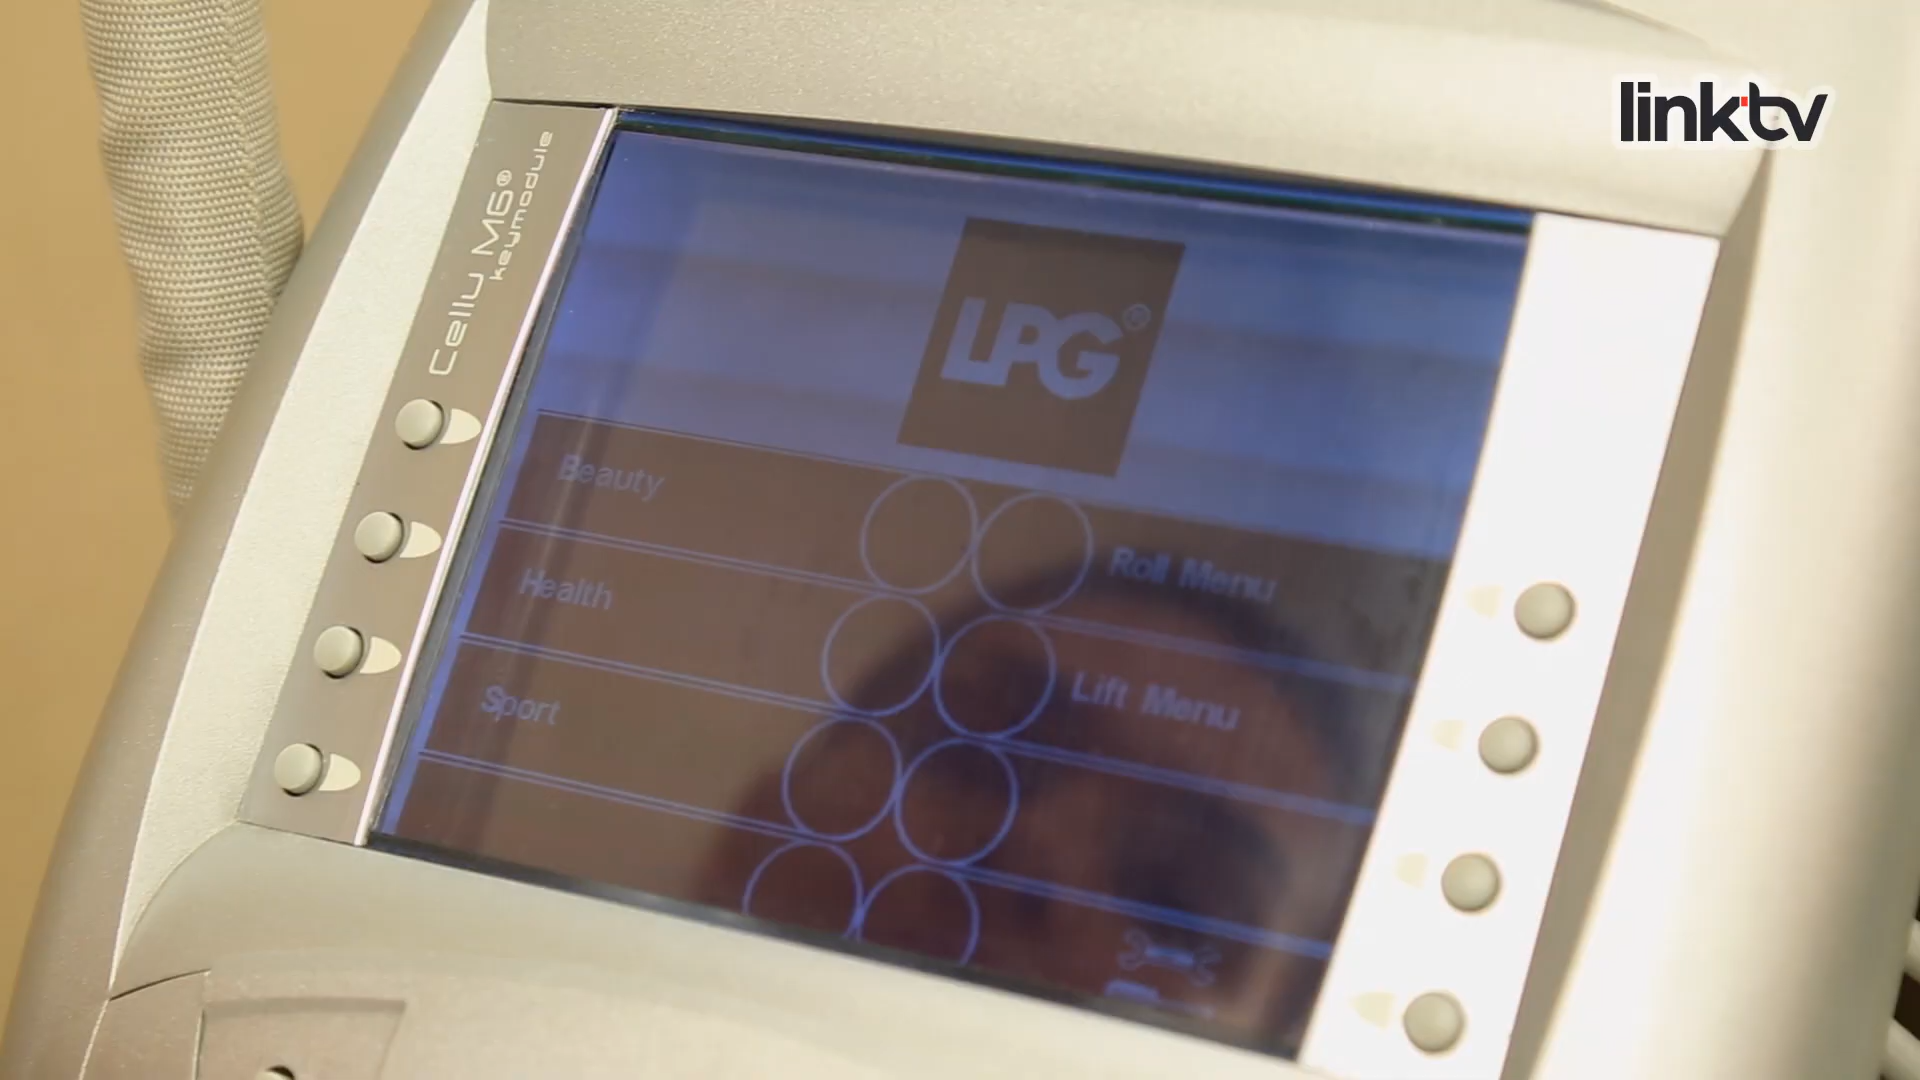 linktv
Cellu M6®
keymodule
LPG®
Beauty
Health
Sport
Roll Menu
Lift Menu